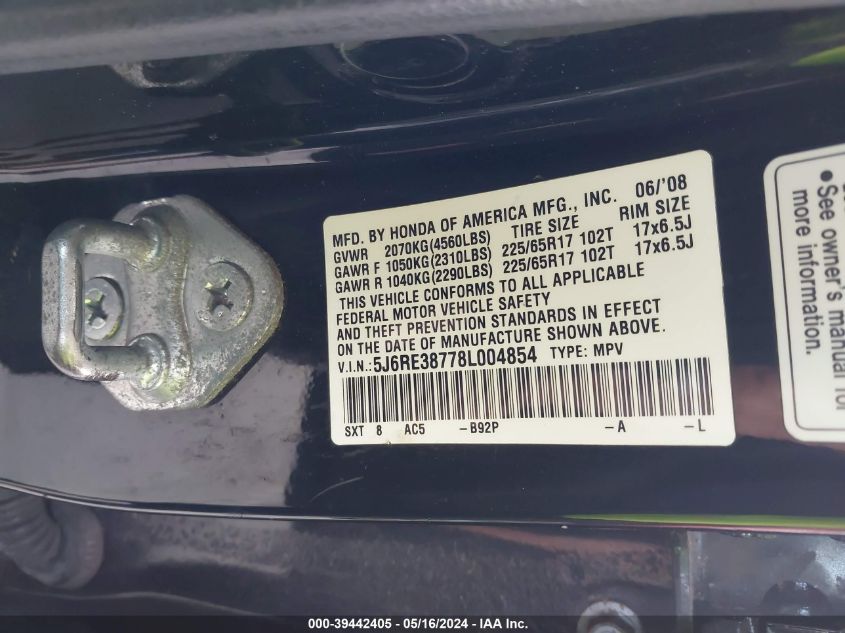 MFD. BY HONDA OF AMERICA MFG., INC. 06/'08
GVWR 2070KG(4560LBS) TIRE SIZE RIM SIZE
GAWR F 1050KG(2310LBS) 225/65R17 102T 17x6.5J
GAWR R 1040KG(2290LBS) 225/65R17 102T 17x6.5J
THIS VEHICLE CONFORMS TO ALL APPLICABLE
FEDERAL MOTOR VEHICLE SAFETY
AND THEFT PREVENTION STANDARDS IN EFFECT
ON THE DATE OF MANUFACTURE SHOWN ABOVE.
V.I.N.: 5J6RE38778L004854 TYPE: MPV
SXT 8 AC5 -B92P -A -L
● See owner's manual for
more information.
000-39442405 - 05/16/2024 - IAA Inc.